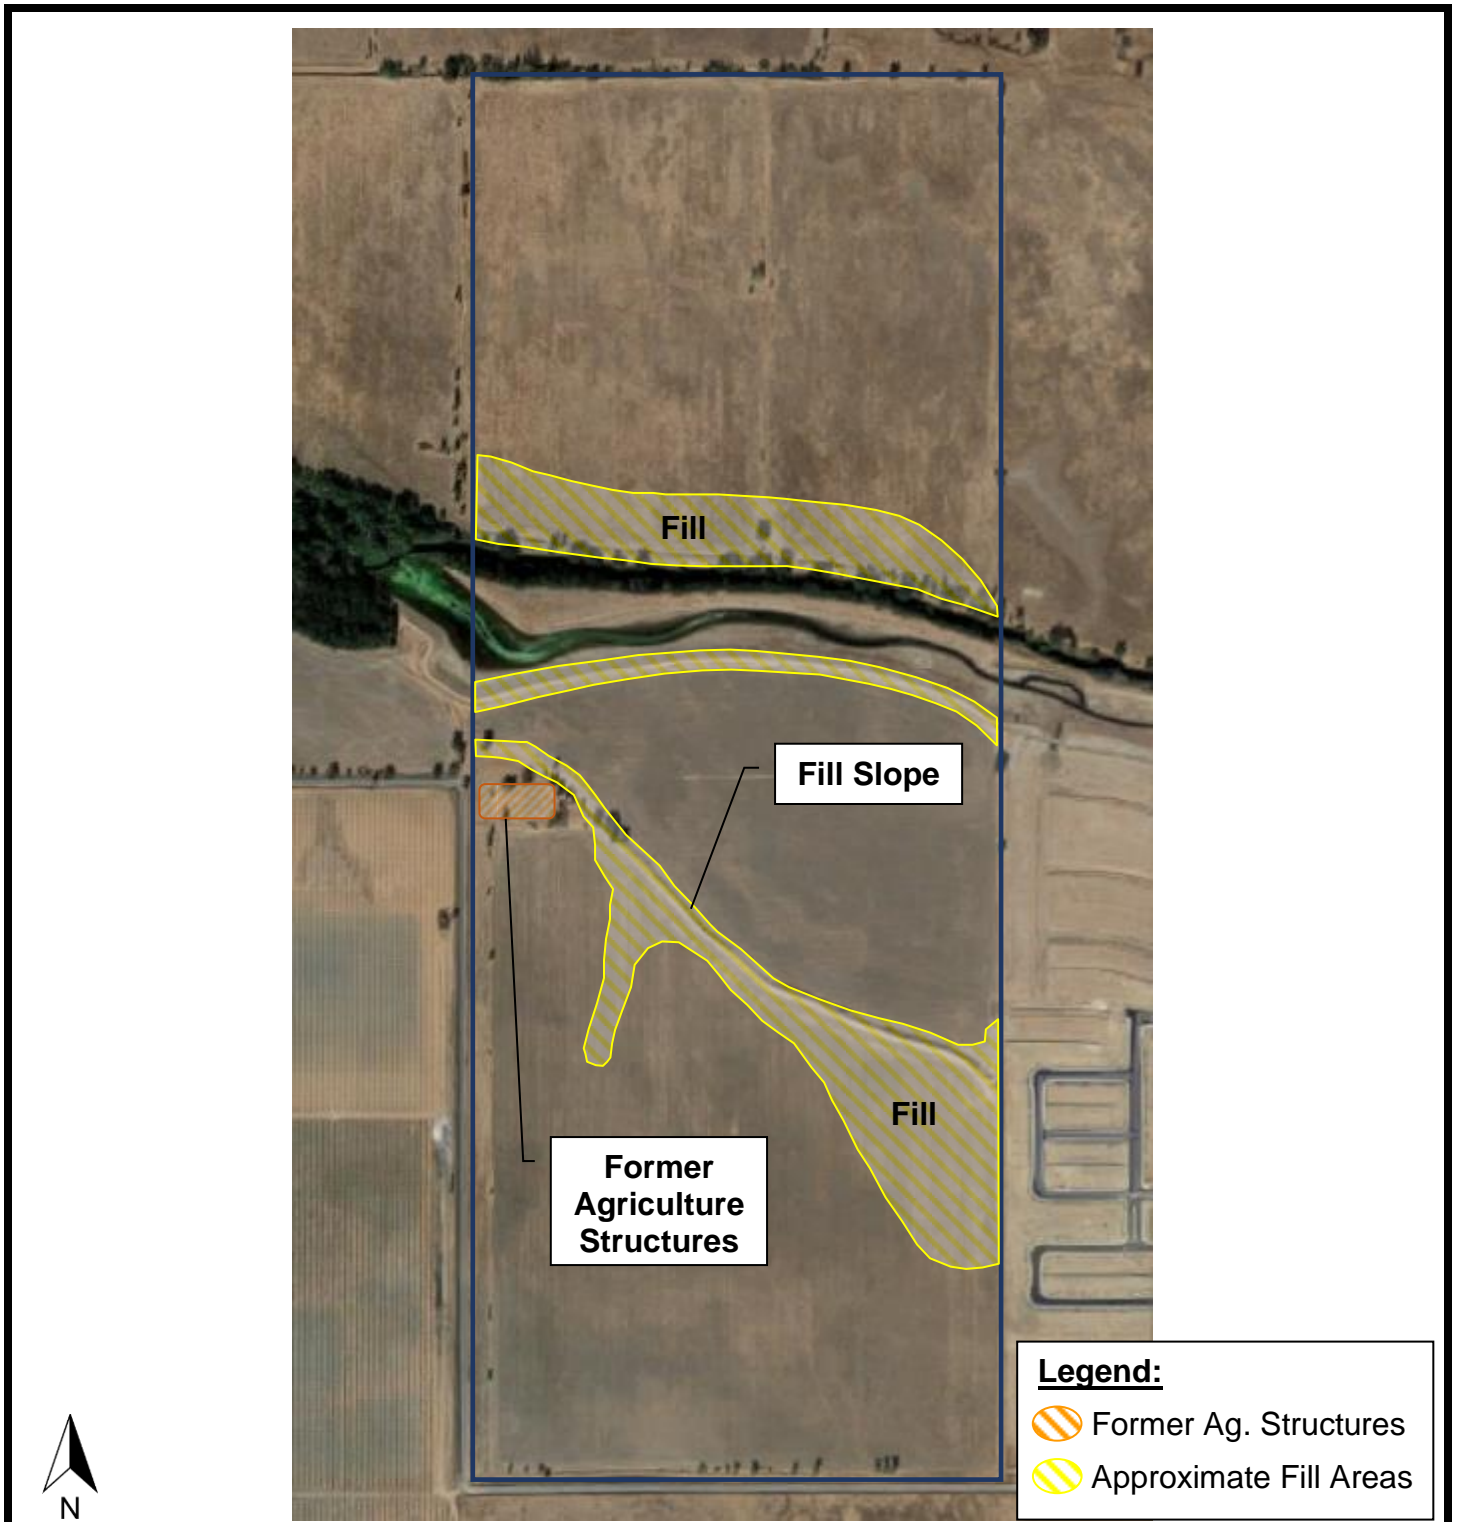 Fill
Fill Slope
Fill
Former
Agriculture
Structures
Legend:
Former Ag. Structures
Approximate Fill Areas
N